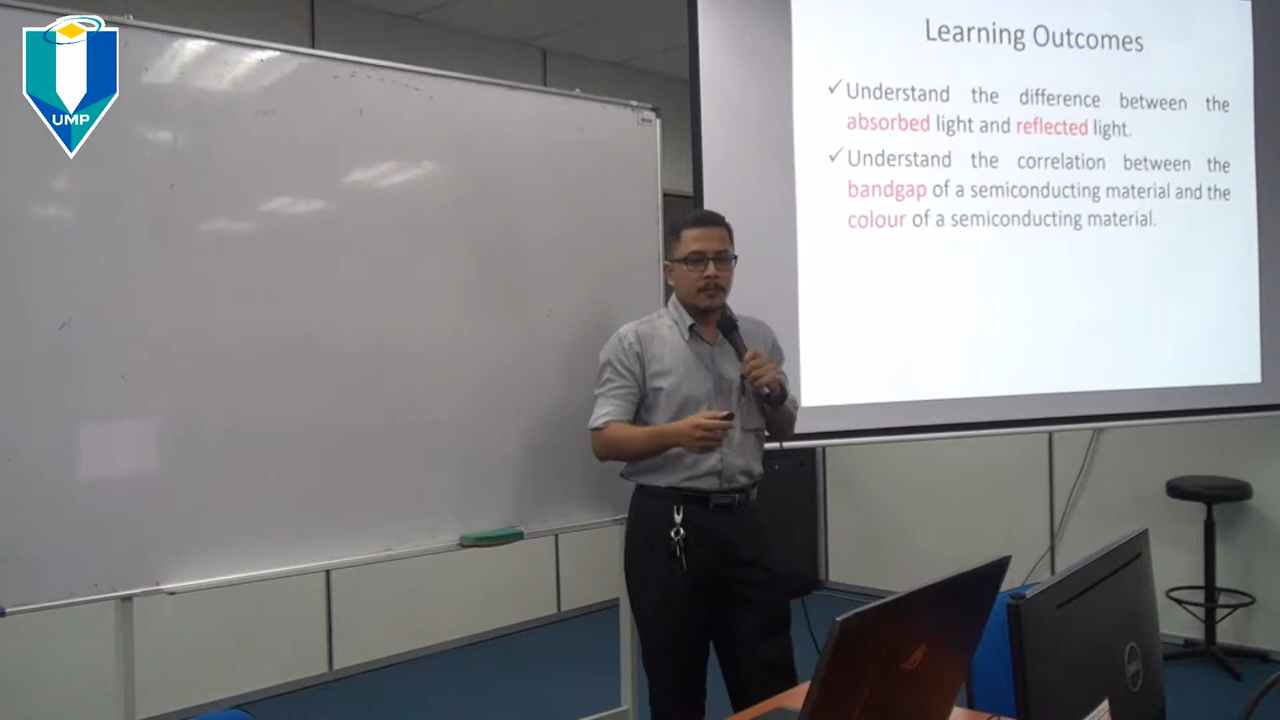 UMP
Learning Outcomes
✓Understand the difference between the
absorbed light and reflected light.
✓Understand the correlation between the
bandgap of a semiconducting material and the
colour of a semiconducting material.
DELL